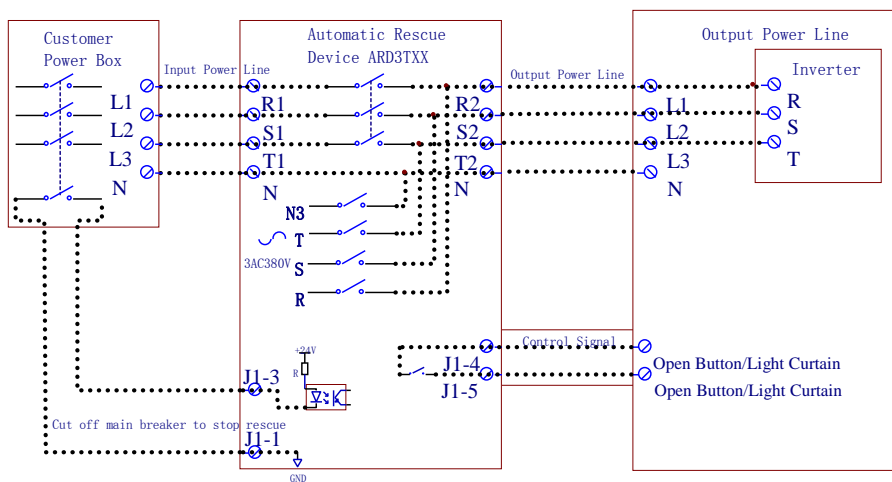 Customer
Power Box
Automatic Rescue
Device ARD3TXX
Output Power Line
Inverter
Input Power Line
Output Power Line
L1
R1
R2
L1
R
L2
S1
S2
L2
S
L3
T1
T2
L3
T
N
N
N
N
N3
T
3AC380V
S
R
+24V
R
Control Signal
J1-3
J1-4
Open Button/Light Curtain
J1-5
Open Button/Light Curtain
Cut off main breaker to stop rescue
J1-1
GND